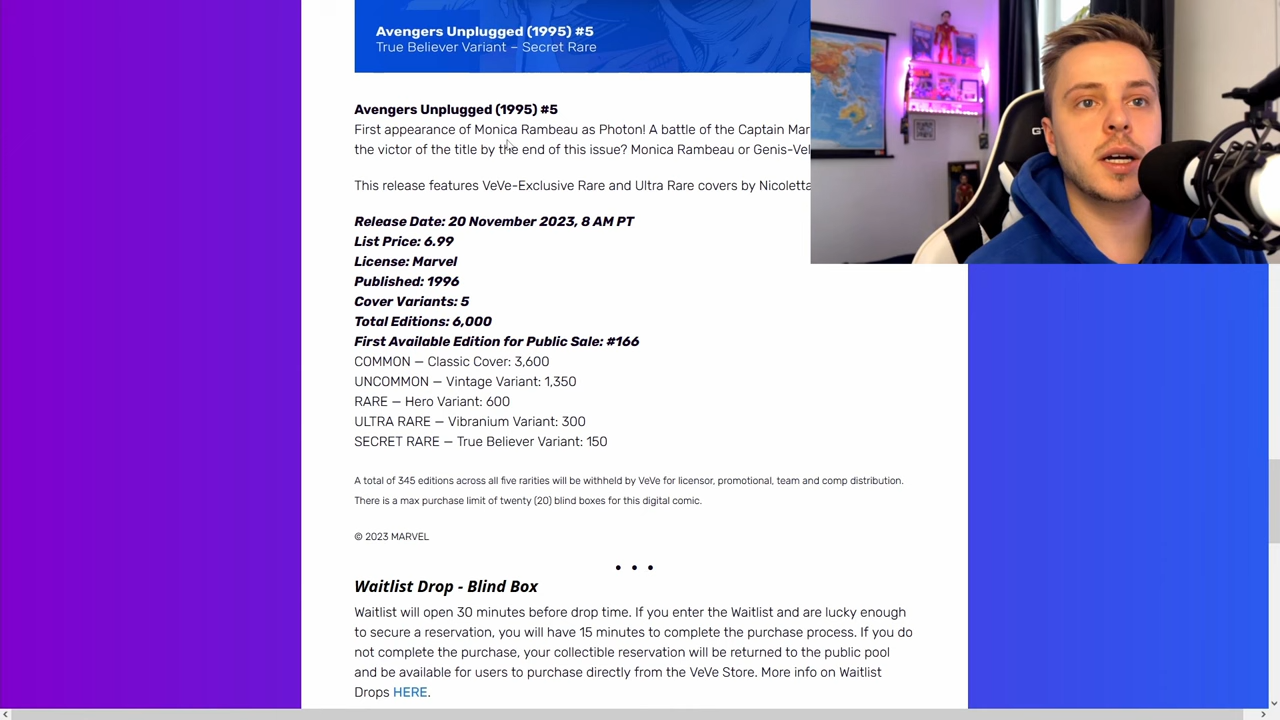 Avengers Unplugged (1995) #5
True Believer Variant – Secret Rare
Avengers Unplugged (1995) #5
First appearance of Monica Rambeau as Photon! A battle of the Captain Mar
the victor of the title by the end of this issue? Monica Rambeau or Genis-Vel
This release features VeVe-Exclusive Rare and Ultra Rare covers by Nicoletta
Release Date: 20 November 2023, 8 AM PT
List Price: 6.99
License: Marvel
Published: 1996
Cover Variants: 5
Total Editions: 6,000
First Available Edition for Public Sale: #166
COMMON — Classic Cover: 3,600
UNCOMMON — Vintage Variant: 1,350
RARE — Hero Variant: 600
ULTRA RARE — Vibranium Variant: 300
SECRET RARE — True Believer Variant: 150
A total of 345 editions across all five rarities will be withheld by VeVe for licensor, promotional, team and comp distribution.
There is a max purchase limit of twenty (20) blind boxes for this digital comic.
© 2023 MARVEL
• • •
Waitlist Drop - Blind Box
Waitlist will open 30 minutes before drop time. If you enter the Waitlist and are lucky enough
to secure a reservation, you will have 15 minutes to complete the purchase process. If you do
not complete the purchase, your collectible reservation will be returned to the public pool
and be available for users to purchase directly from the VeVe Store. More info on Waitlist
Drops HERE.